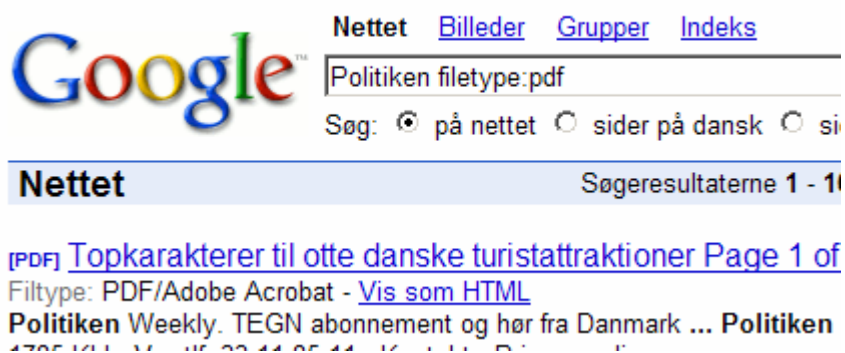 Nettet Billeder Grupper Indeks
Google™
Politiken filetype:pdf
Søg: på nettet sider på dansk
Nettet Søgeresultaterne 1 -
[PDF] Topkarakterer til otte danske turistattraktioner Page 1 of
Filtype: PDF/Adobe Acrobat - Vis som HTML
Politiken Weekly. TEGN abonnement og hør fra Danmark ... Politiken